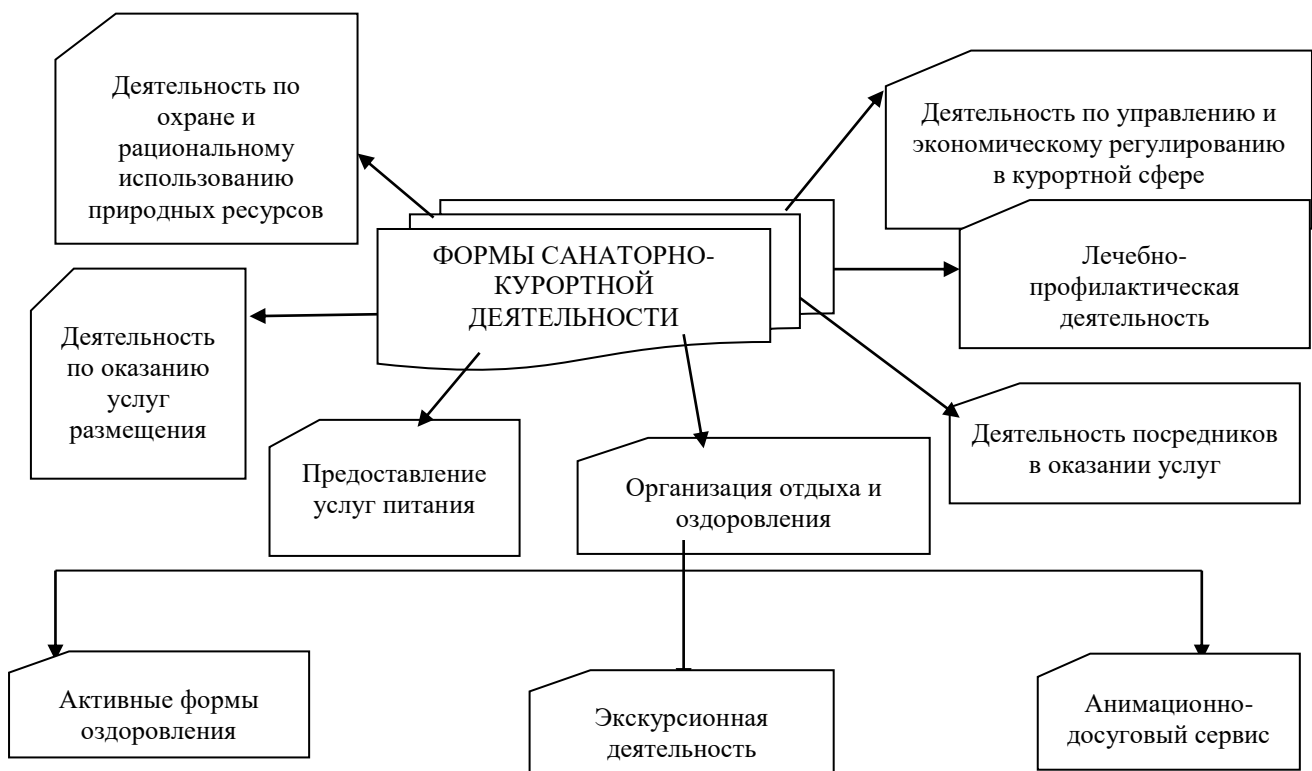 Деятельность по
охране и
рациональному
использованию
природных ресурсов
Деятельность по управлению и
экономическому регулированию
в курортной сфере
ФОРМЫ САНАТОРНО-
КУРОРТНОЙ
ДЕЯТЕЛЬНОСТИ
Лечебно-
профилактическая
деятельность
Деятельность
по оказанию
услуг
размещения
Предоставление
услуг питания
Организация отдыха и
оздоровления
Деятельность посредников
в оказании услуг
Активные формы
оздоровления
Экскурсионная
деятельность
Анимационно-
досуговый сервис